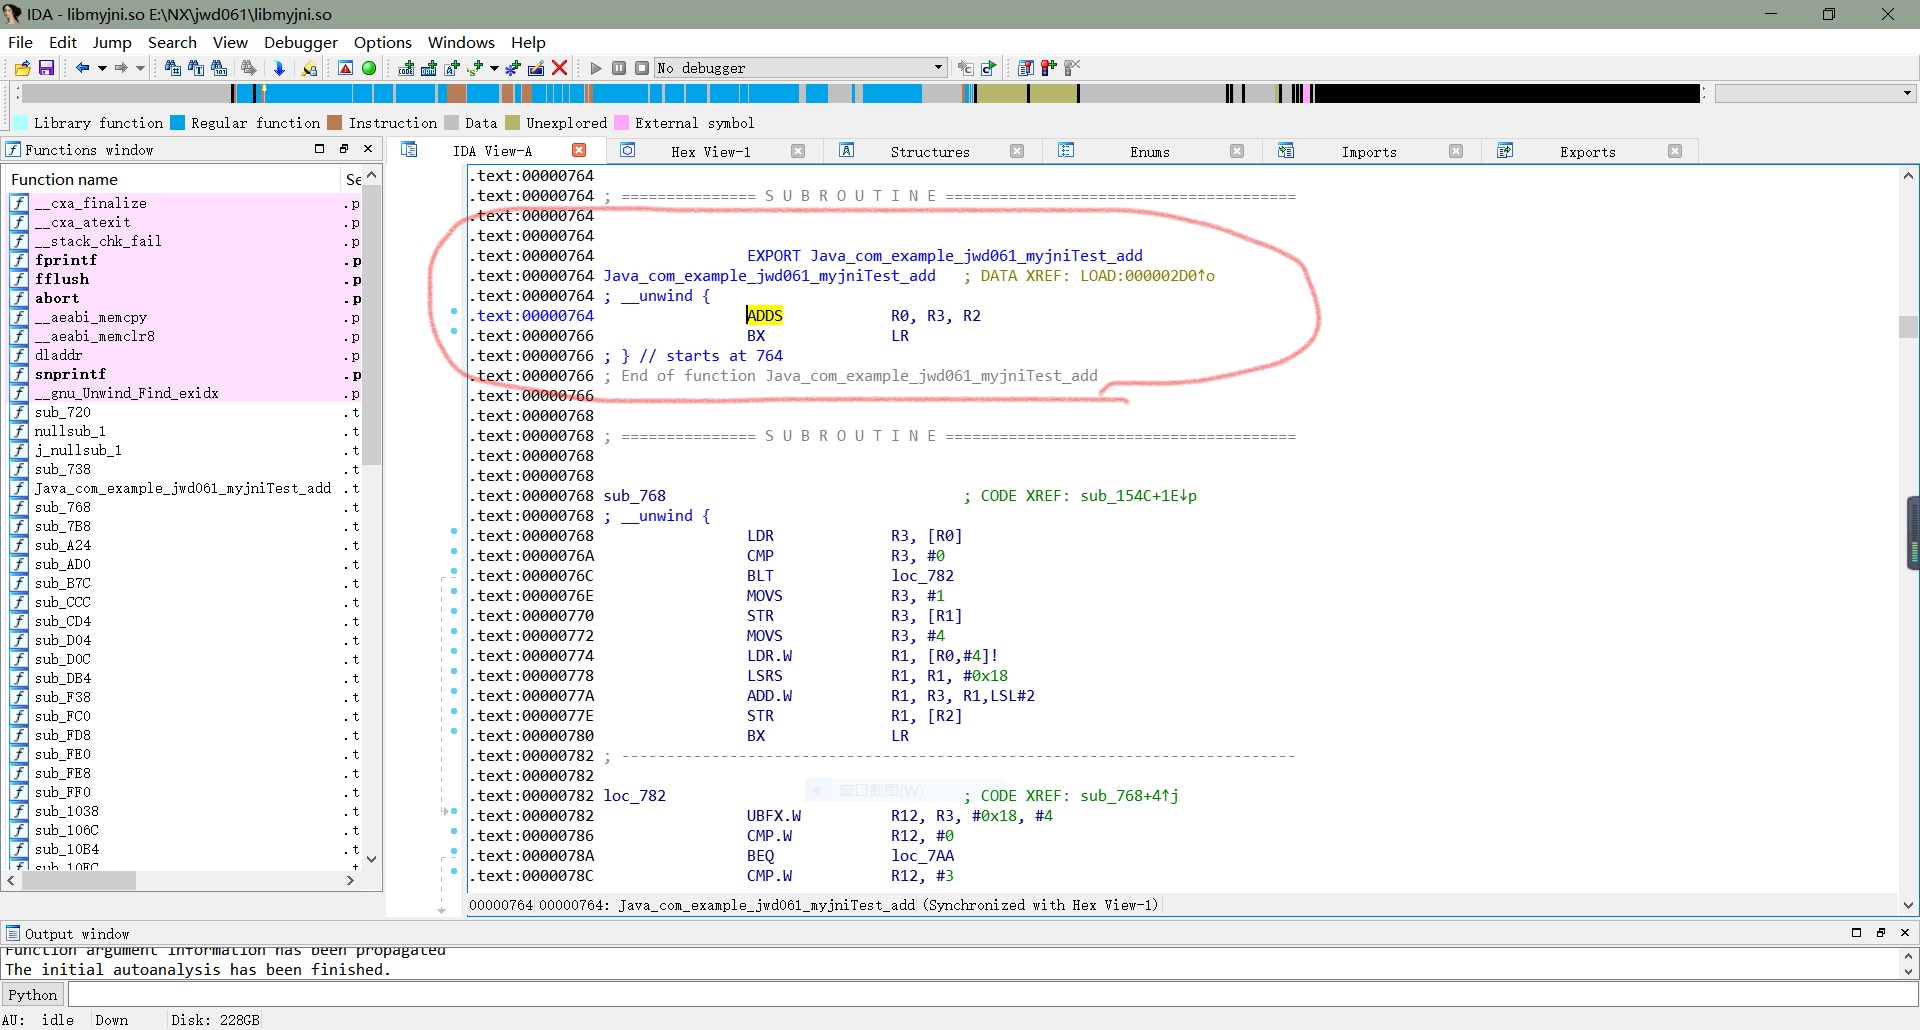 IDA - libmyjni.so E:\NX\jwd061\libmyjni.so
File Edit Jump Search View Debugger Options Windows Help
No debugger
Library function Regular function Instruction Data Unexplored External symbol
Functions window
IDA View-A Hex View-1 Structures Enums Imports Exports
Function name Se
__cxa_finalize .p
__cxa_atexit .p
__stack_chk_fail .p
fprintf .p
fflush .p
abort .p
__aeabi_memcpy .p
__aeabi_memclr8 .p
dladdr .p
snprintf .p
__gnu_Unwind_Find_exidx .p
sub_720 .t
nullsub_1 .t
j_nullsub_1 .t
sub_738 .t
Java_com_example_jwd061_myjniTest_add .t
sub_768 .t
sub_7B8 .t
sub_A24 .t
sub_AD0 .t
sub_B7C .t
sub_CCC .t
sub_CD4 .t
sub_D04 .t
sub_D0C .t
sub_DB4 .t
sub_F38 .t
sub_FC0 .t
sub_FD8 .t
sub_FE0 .t
sub_FE8 .t
sub_FF0 .t
sub_1038 .t
sub_106C .t
sub_10B4 .t
sub_10EC .t
.text:00000764
.text:00000764 ; =============== S U B R O U T I N E =======================================
.text:00000764
.text:00000764
.text:00000764 EXPORT Java_com_example_jwd061_myjniTest_add
.text:00000764 Java_com_example_jwd061_myjniTest_add ; DATA XREF: LOAD:000002D0↑o
.text:00000764 ; __unwind {
.text:00000764 ADDS R0, R3, R2
.text:00000766 BX LR
.text:00000766 ; } // starts at 764
.text:00000766 ; End of function Java_com_example_jwd061_myjniTest_add
.text:00000766
.text:00000768
.text:00000768 ; =============== S U B R O U T I N E =======================================
.text:00000768
.text:00000768
.text:00000768 sub_768 ; CODE XREF: sub_154C+1E↓p
.text:00000768 ; __unwind {
.text:00000768 LDR R3, [R0]
.text:0000076A CMP R3, #0
.text:0000076C BLT loc_782
.text:0000076E MOVS R3, #1
.text:00000770 STR R3, [R1]
.text:00000772 MOVS R3, #4
.text:00000774 LDR.W R1, [R0,#4]!
.text:00000778 LSRS R1, R1, #0x18
.text:0000077A ADD.W R1, R3, R1,LSL#2
.text:0000077E STR R1, [R2]
.text:00000780 BX LR
.text:00000782 ; ---------------------------------------------------------------------------
.text:00000782
窗口截图(W)
.text:00000782 loc_782 ; CODE XREF: sub_768+4↑j
.text:00000782 UBFX.W R12, R3, #0x18, #4
.text:00000786 CMP.W R12, #0
.text:0000078A BEQ loc_7AA
.text:0000078C CMP.W R12, #3
00000764 00000764: Java_com_example_jwd061_myjniTest_add (Synchronized with Hex View-1)
Output window
Function argument information has been propagated
The initial autoanalysis has been finished.
Python
AU: idle Down Disk: 228GB